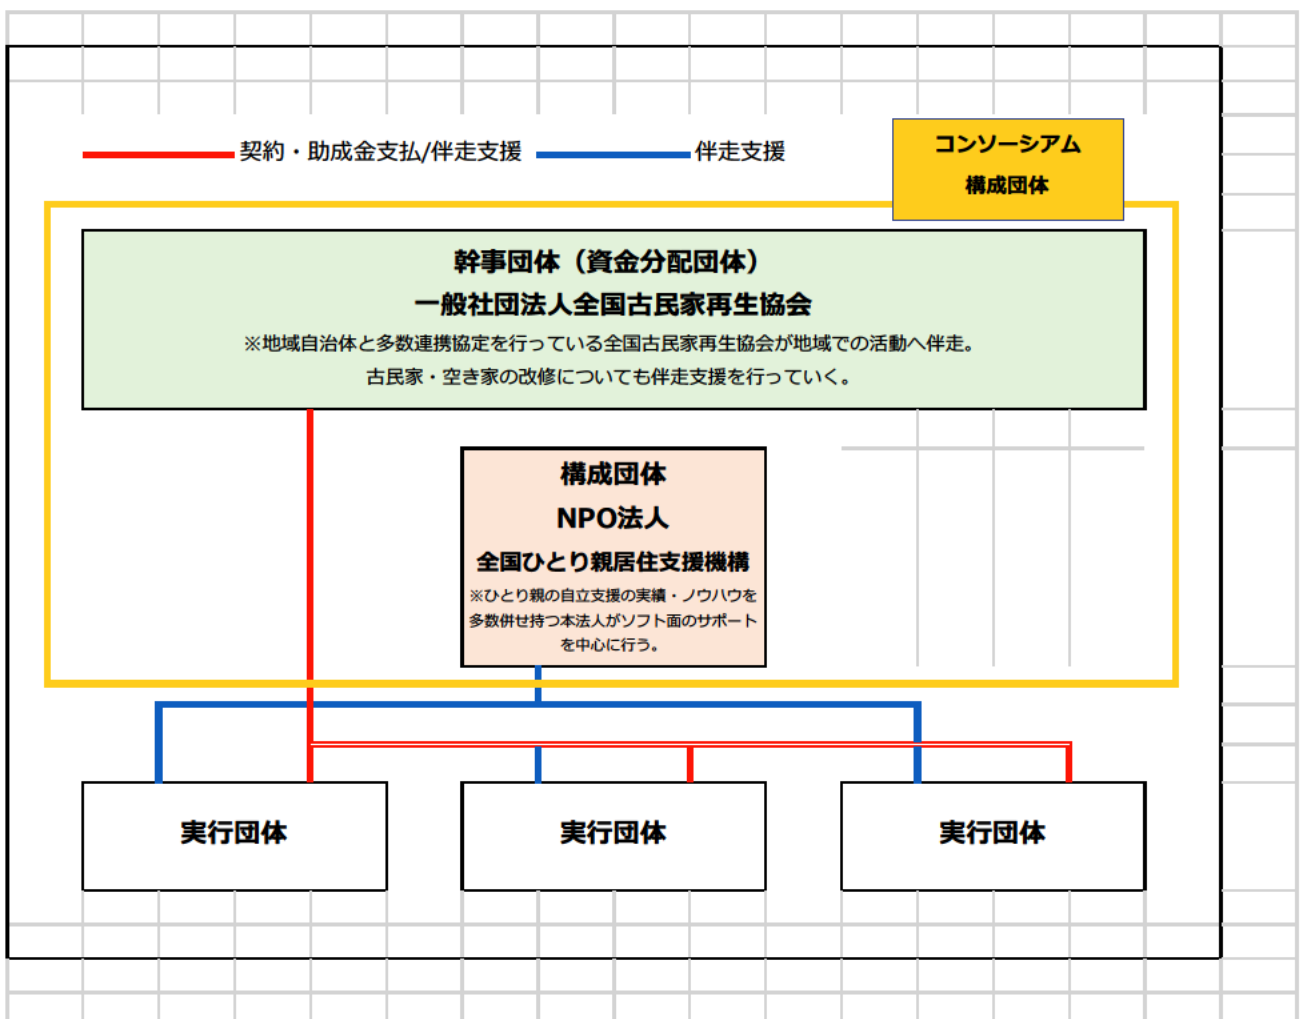 契約・助成金支払/伴走支援
伴走支援
コンソーシアム
構成団体
幹事団体（資金分配団体）
一般社団法人全国古民家再生協会
※地域自治体と多数連携協定を行っている全国古民家再生協会が地域での活動へ伴走。
古民家・空き家の改修についても伴走支援を行っていく。
構成団体
NPO法人
全国ひとり親居住支援機構
※ひとり親の自立支援の実績・ノウハウを
多数併せ持つ本法人がソフト面のサポート
を中心に行う。
実行団体
実行団体
実行団体